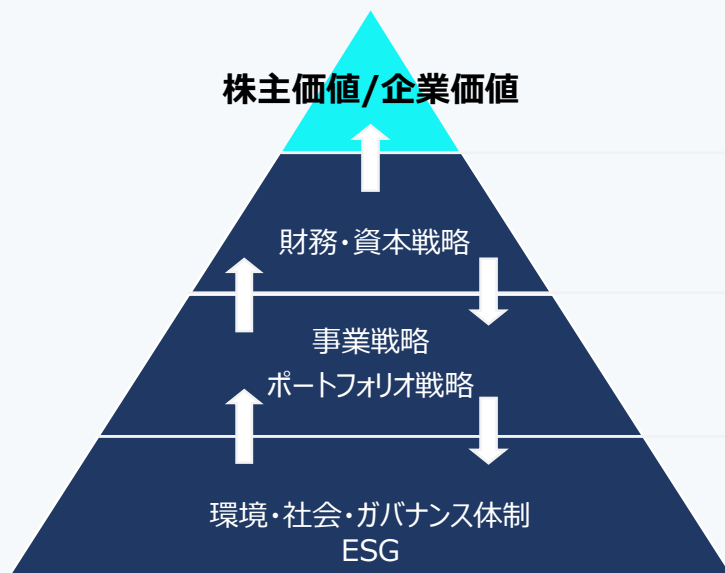 株主価値/企業価値
財務・資本戦略
事業戦略
ポートフォリオ戦略
環境・社会・ガバナンス体制
ESG